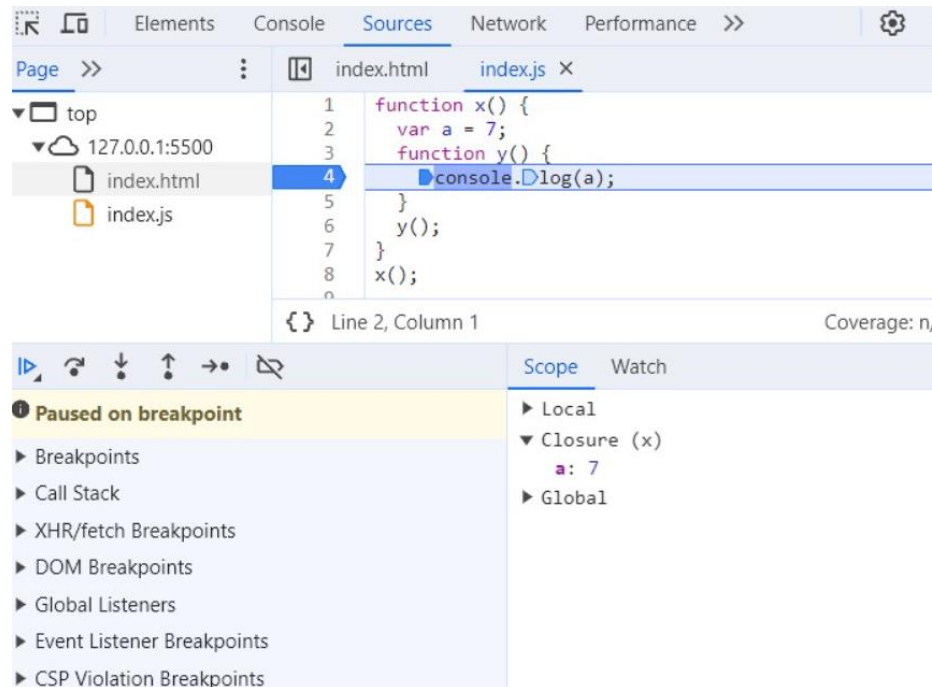 Elements Console Sources Network Performance >>
Page >> index.html index.js ×
top
127.0.0.1:5500
index.html
index.js
1 function x() {
2 var a = 7;
3 function y() {
4 console.log(a);
5 }
6 y();
7 }
8 x();
{} Line 2, Column 1 Coverage: n/
Paused on breakpoint
Breakpoints
Call Stack
XHR/fetch Breakpoints
DOM Breakpoints
Global Listeners
Event Listener Breakpoints
CSP Violation Breakpoints
Scope Watch
Local
Closure (x)
a: 7
Global